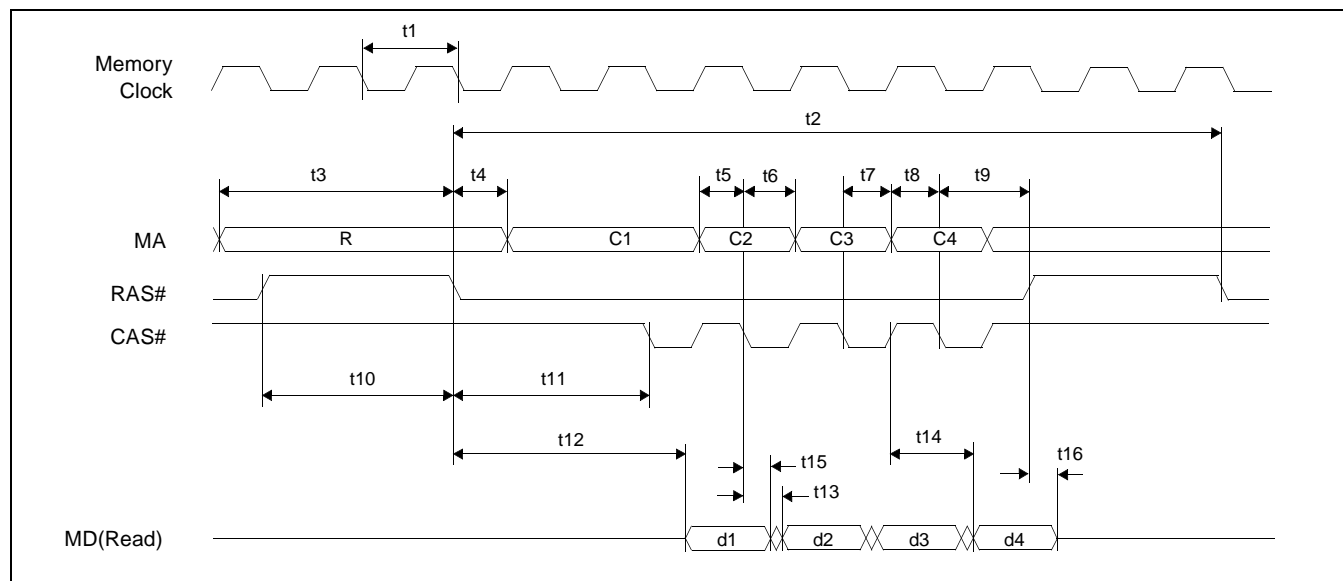 t1
Memory
Clock
t2
t3 t4 t5 t6 t7 t8 t9
MA R C1 C2 C3 C4
RAS#
CAS#
t10 t11
t12 t14 t16
t15
t13
MD(Read) d1 d2 d3 d4